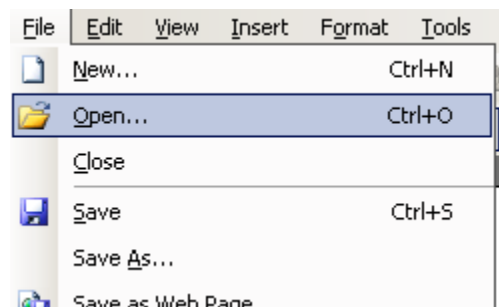 File Edit View Insert Format Tools
New... Ctrl+N
Open... Ctrl+O
Close
Save Ctrl+S
Save As...
Save as Web Page